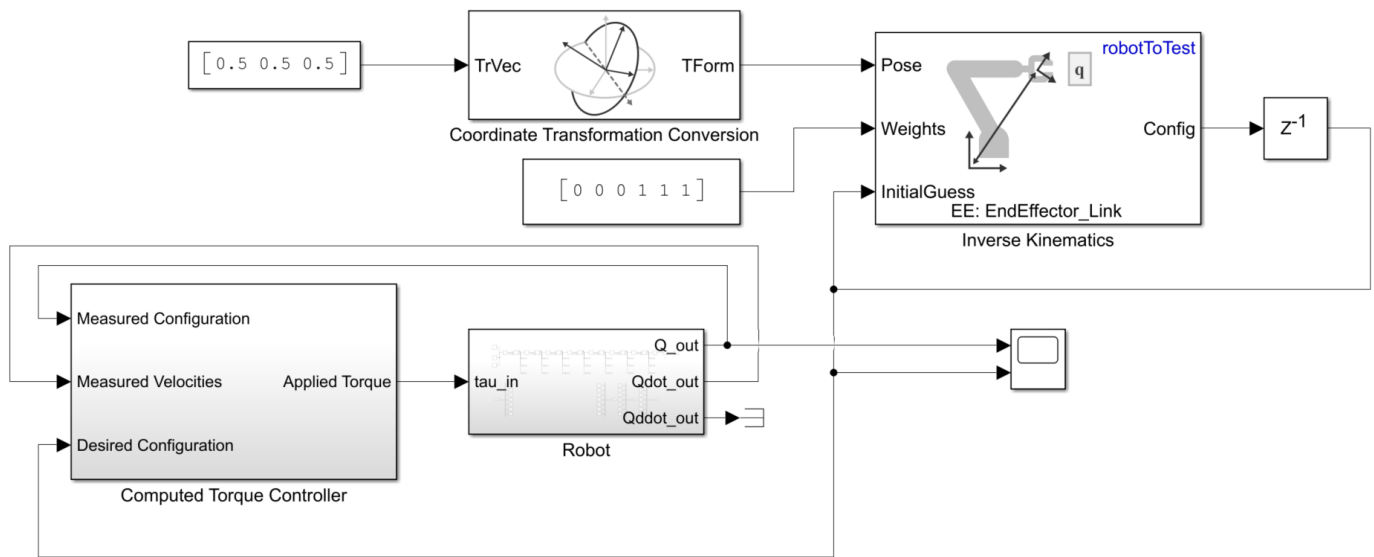 [0.5 0.5 0.5]
TrVec
TForm
Coordinate Transformation Conversion
robotToTest
q
Pose
Weights
Config
InitialGuess
EE: EndEffector_Link
Inverse Kinematics
Z-1
[0 0 0 1 1 1]
Measured Configuration
Measured Velocities
Applied Torque
Desired Configuration
Computed Torque Controller
Q_out
tau_in
Qdot_out
Qddot_out
Robot